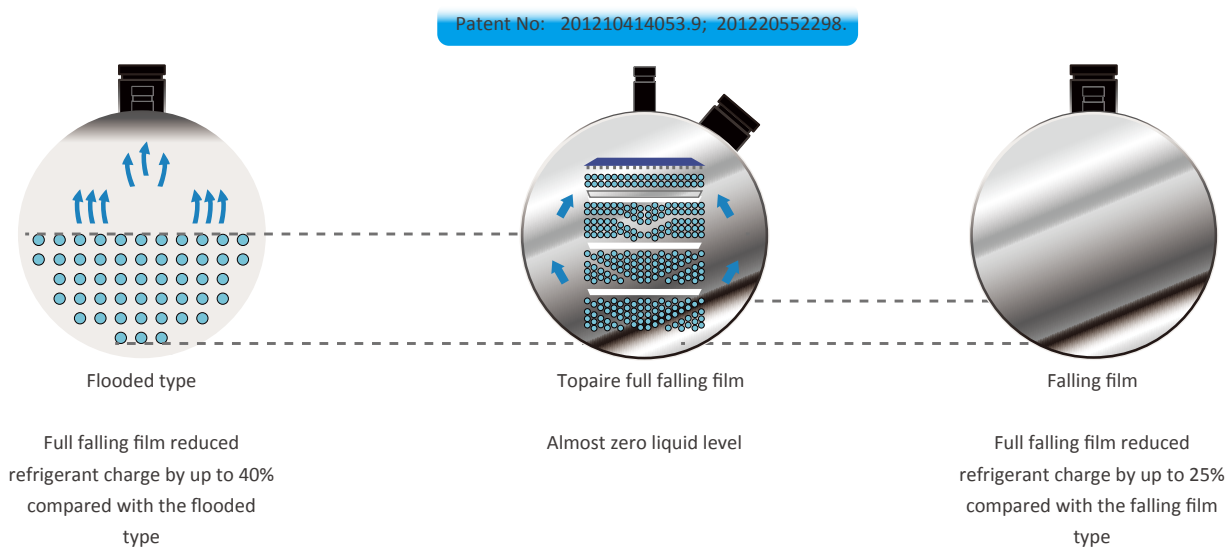 Patent No: 201210414053.9; 201220552298.
Flooded type
Topaire full falling film
Falling film
Full falling film reduced
refrigerant charge by up to 40%
compared with the flooded
type
Almost zero liquid level
Full falling film reduced
refrigerant charge by up to 25%
compared with the falling film
type